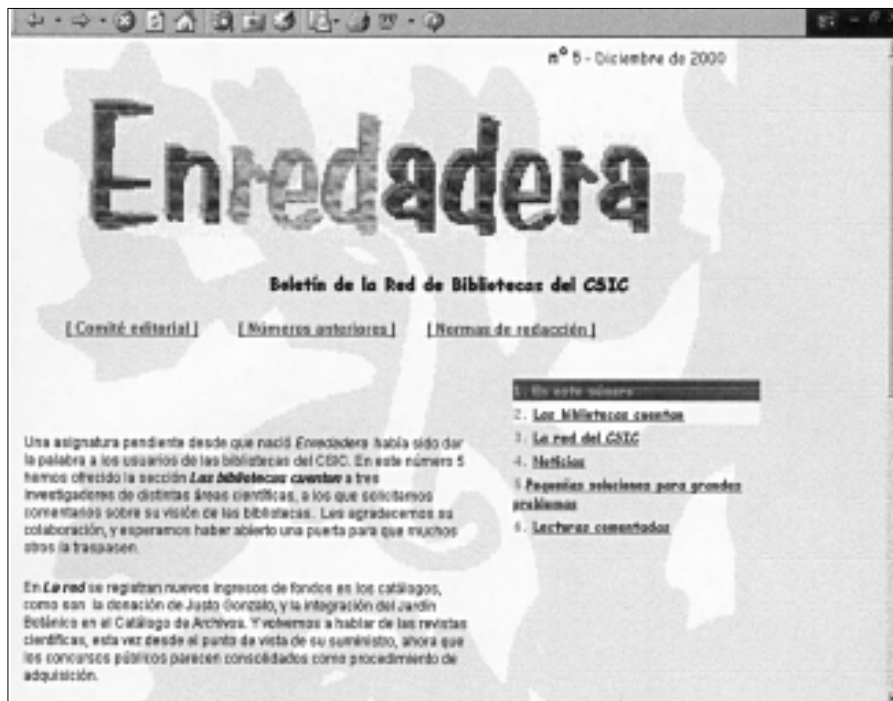 nº 5 - Diciembre de 2000
Enredadera
Boletín de la Red de Bibliotecas del CSIC
[ Comité editorial ] [ Números anteriores ] [ Normas de redacción ]
1. En este número
2. Las bibliotecas cuentan
3. La red del CSIC
4. Noticias
5 Pequeñas soluciones para grandes
problemas
6. Lecturas comentadas
Una asignatura pendiente desde que nació Enredadera había sido dar
la palabra a los usuarios de las bibliotecas del CSIC. En este número 5
hemos ofrecido la sección Las bibliotecas cuentan a tres
investigadores de distintas áreas científicas, a los que solicitamos
comentarios sobre su visión de las bibliotecas. Les agradecemos su
colaboración, y esperamos haber abierto una puerta para que muchos
otros la traspasen.
En La red se registran nuevos ingresos de fondos en los catálogos,
como son la donación de Justo Gonzalo, y la integración del Jardín
Botánico en el Catálogo de Archivos. Y volvemos a hablar de las revistas
científicas, esta vez desde el punto de vista de su suministro, ahora que
los concursos públicos parecen consolidados como procedimiento de
adquisición.